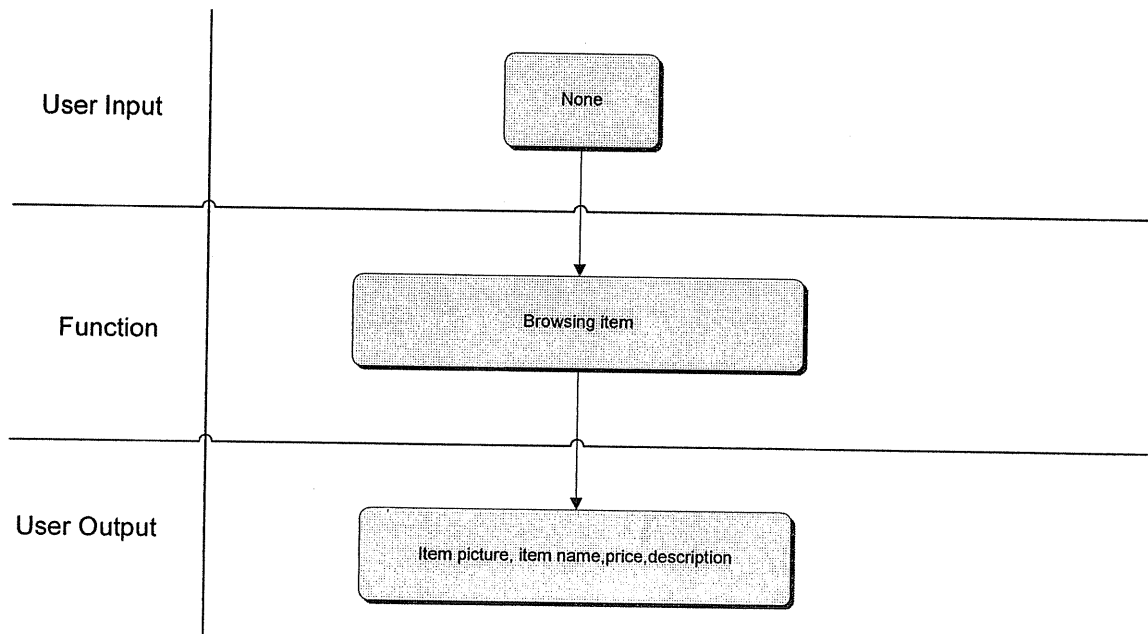 User Input
None
Function
Browsing item
User Output
Item picture, item name,price,description